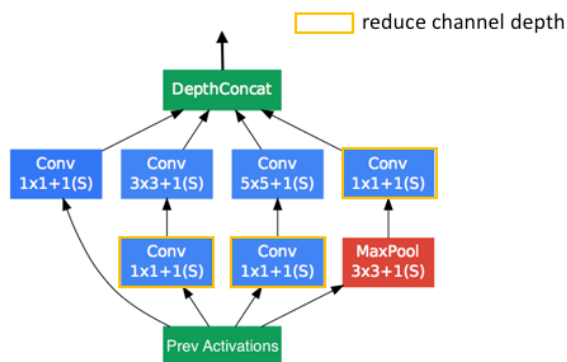 reduce channel depth
DepthConcat
Conv
1x1+1(S)
Conv
3x3+1(S)
Conv
5x5+1(S)
Conv
1x1+1(S)
Conv
1x1+1(S)
Conv
1x1+1(S)
MaxPool
3x3+1(S)
Prev Activations